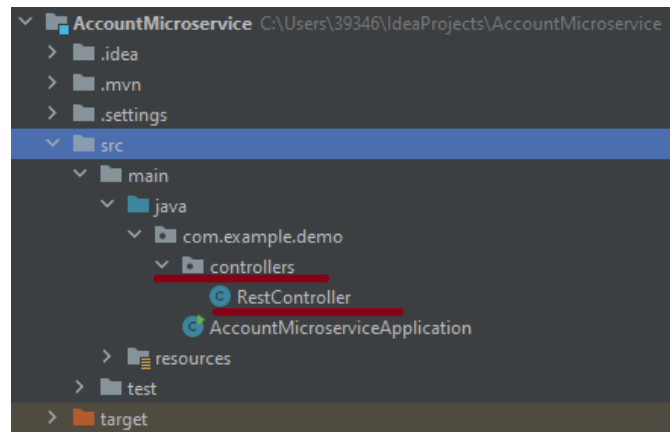 AccountMicroservice C:\Users\39346\IdeaProjects\AccountMicroservice
.idea
.mvn
.settings
src
main
java
com.example.demo
controllers
RestController
AccountMicroserviceApplication
resources
test
target